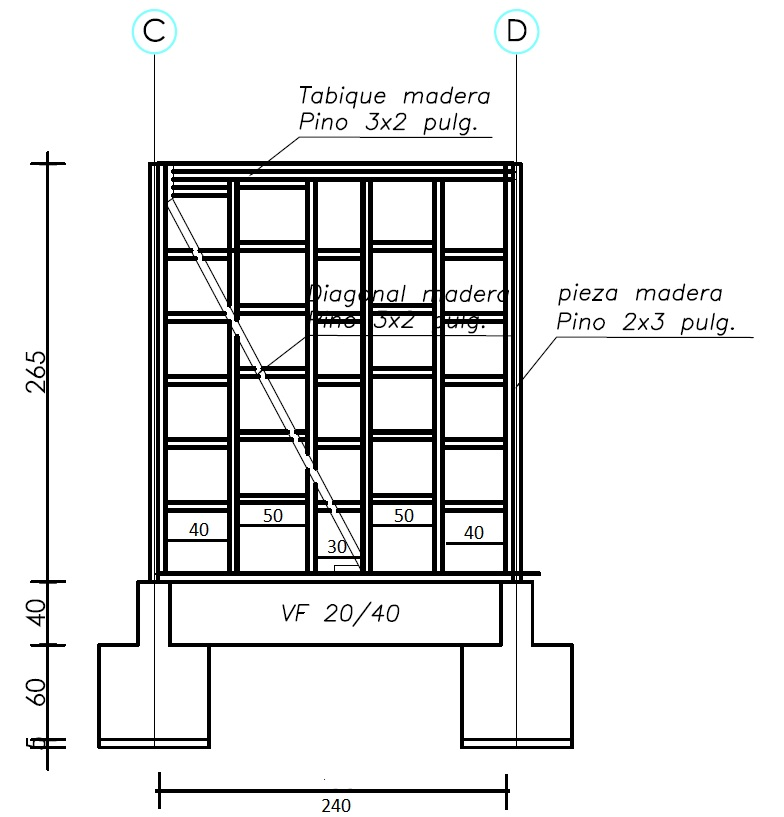 C
D
Tabique madera
Pino 3x2 pulg.
Diagonal madera
Pino 3x2 pulg.
pieza madera
Pino 2x3 pulg.
265
40
50
30
50
40
40
VF 20/40
60
5
240